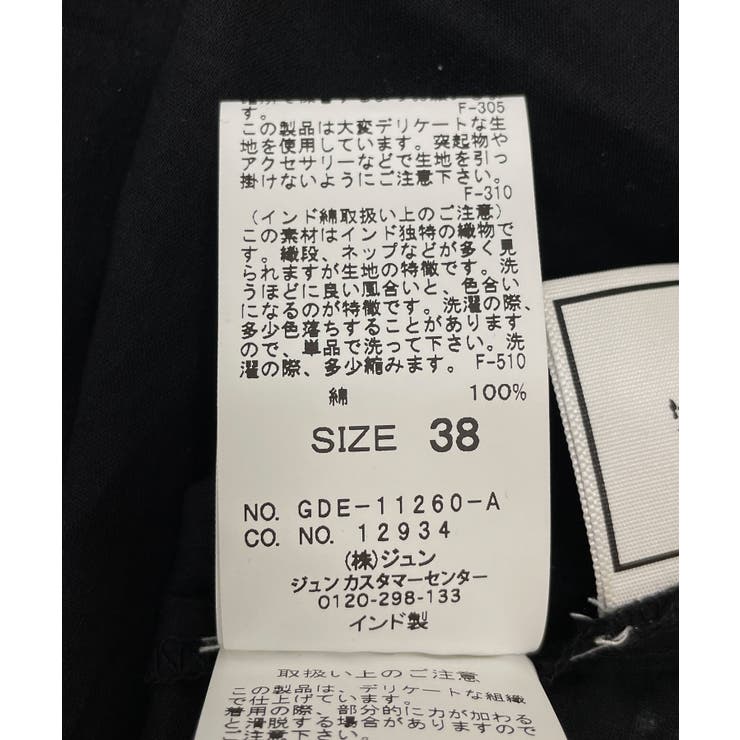 す。
F-305
この製品は大変デリケートな生
地を使用しています。突起物や
アクセサリーなどで生地を引っ
掛けないようにご注意下さい。
F-310
(インド綿取扱い上のご注意)
この素材はインド独特の織物で
す。織段、ネップなどが多く見
られますが生地の特徴です。洗
うほどに良い風合いと、色合い
になるのが特徴です。洗濯の際、
多少色落ちすることがあります
ので、単品で洗って下さい。洗
濯の際、多少縮みます。F-510
綿 100%
SIZE 38
NO. GDE-11260-A
CO. NO. 12934
(株)ジュン
ジュン カスタマーセンター
0120-298-133
インド製
取扱い上のご注意
この製品は、デリケートな組織
で仕上げています。
着用の際、部分的に力が加わる
と滑脱する場合がありますので